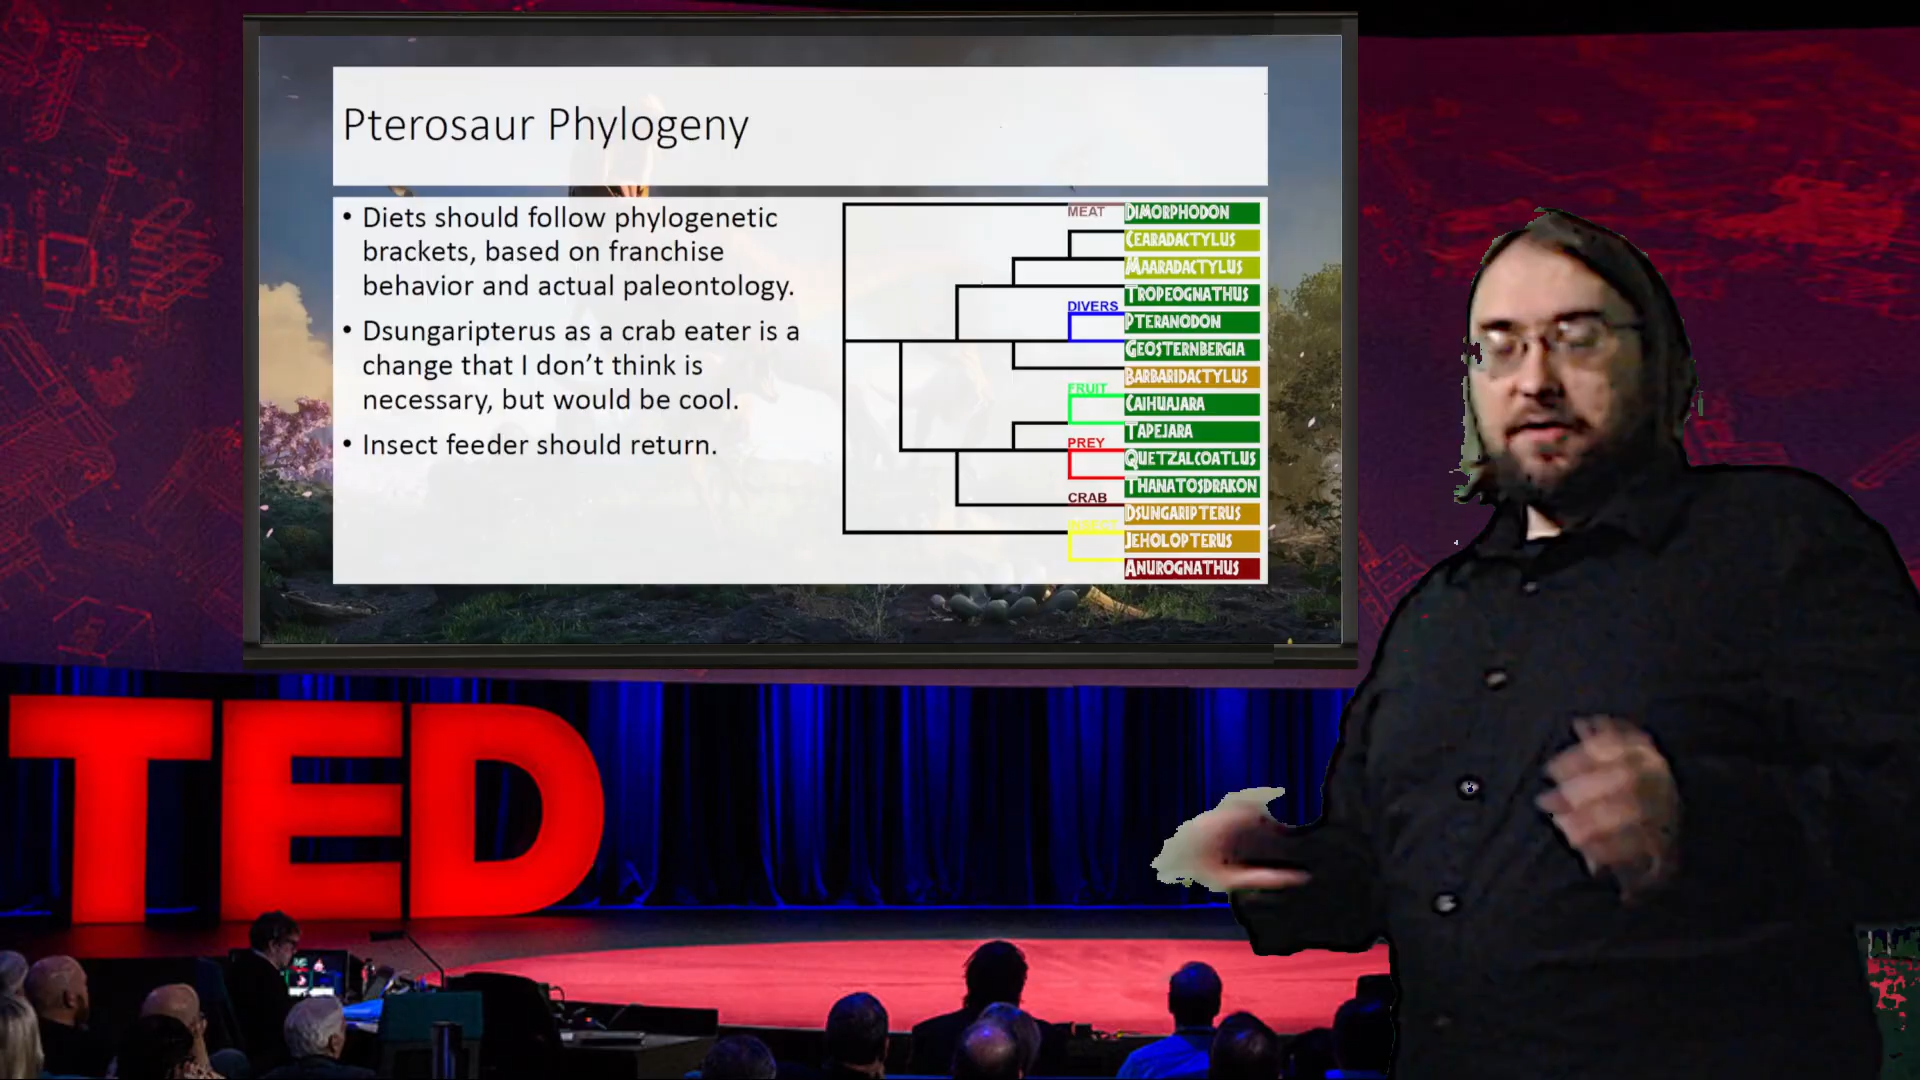 Pterosaur Phylogeny
• Diets should follow phylogenetic
brackets, based on franchise
behavior and actual paleontology.
• Dsungaripterus as a crab eater is a
change that I don’t think is
necessary, but would be cool.
• Insect feeder should return.
MEAT
DIMORPHODON
CEARADACTYLUS
MAARADACTYLUS
TROPEOGNATHUS
DIVERS
PTERANODON
GEOSTERNBERGIA
BARBARIDACTYLUS
FRUIT
CAIHUAJARA
TAPEJARA
PREY
QUETZALCOATLUS
THANATOSDRAKON
CRAB
DSUNGARIPTERUS
INSECT
JEHOLOPTERUS
ANUROGNATHUS
TED